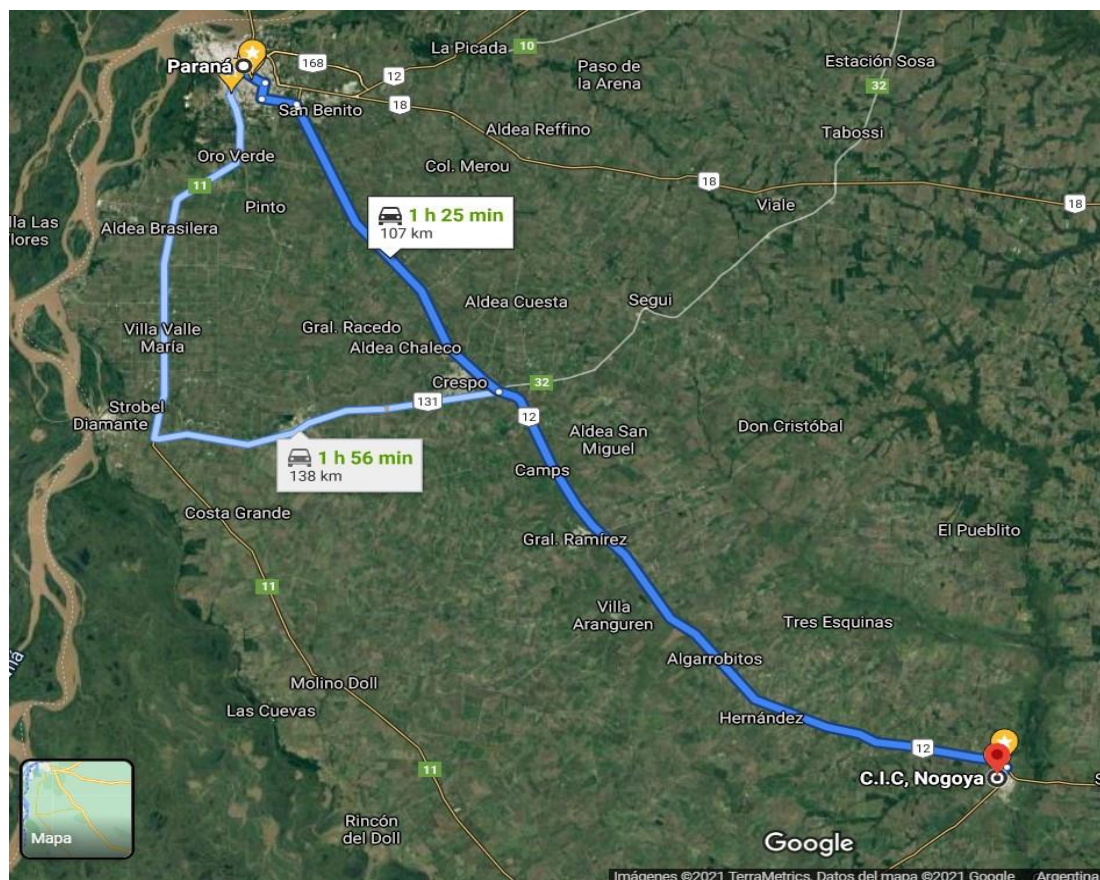 La Picada
10
Paraná
168
12
Paso de
la Arena
Estación Sosa
32
San Benito
18
Aldea Reffino
Tabossi
Oro Verde
Col. Merou
11
18
18
Pinto
Viale
1 h 25 min
107 km
lla Las
lores
Aldea Brasilera
Aldea Cuesta
Segui
Villa Valle
María
Gral. Racedo
Aldea Chaleco
Crespo
32
131
12
Strobel
Diamante
Aldea San
Miguel
Don Cristóbal
1 h 56 min
138 km
Camps
Costa Grande
El Pueblito
Gral. Ramírez
11
Villa
Aranguren
Tres Esquinas
Algarrobitos
Molino Doll
Las Cuevas
Hernández
12
11
C.I.C, Nogoya
S
Mapa
Rincón
del Doll
Google
Imágenes ©2021 TerraMetrics, Datos del mapa ©2021 Google
Argentina